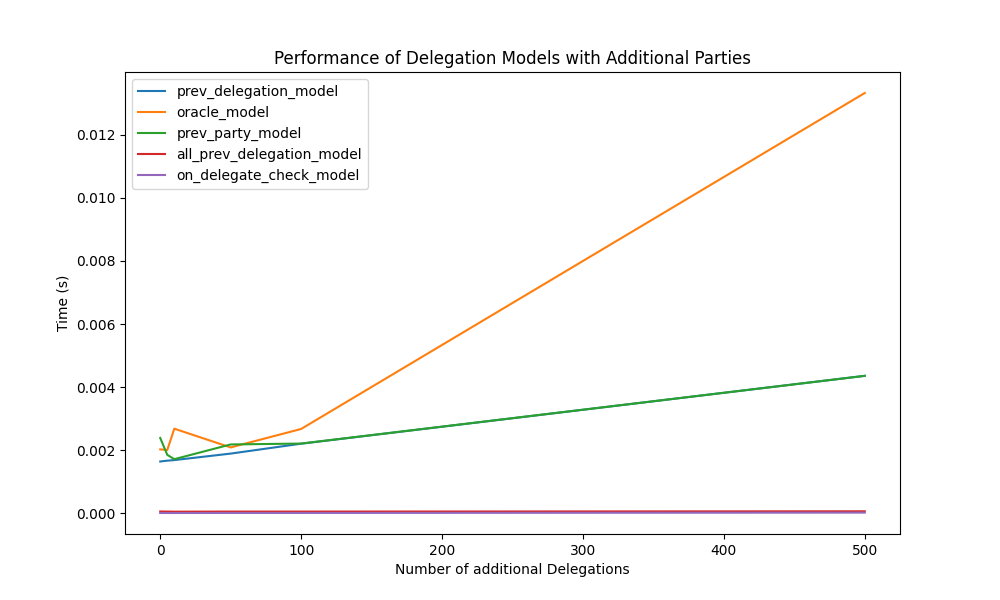 Performance of Delegation Models with Additional Parties
prev_delegation_model
oracle_model
prev_party_model
all_prev_delegation_model
on_delegate_check_model
Time (s)
0.012
0.010
0.008
0.006
0.004
0.002
0.000
0 100 200 300 400 500
Number of additional Delegations